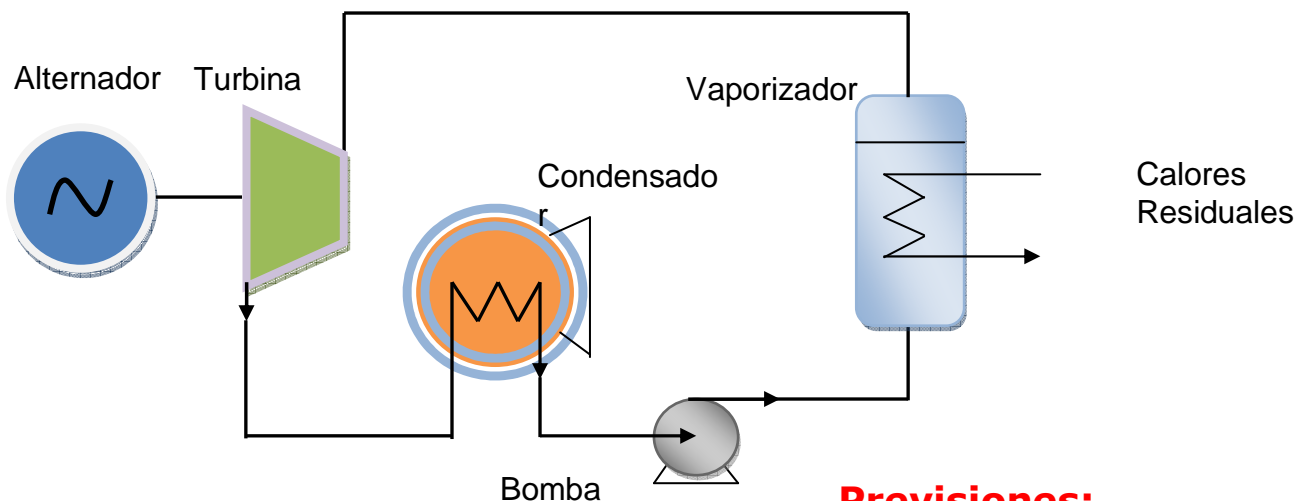 Alternador
Turbina
Vaporizador
Condensado
r
Calores
Residuales
Bomba
Previsiones: